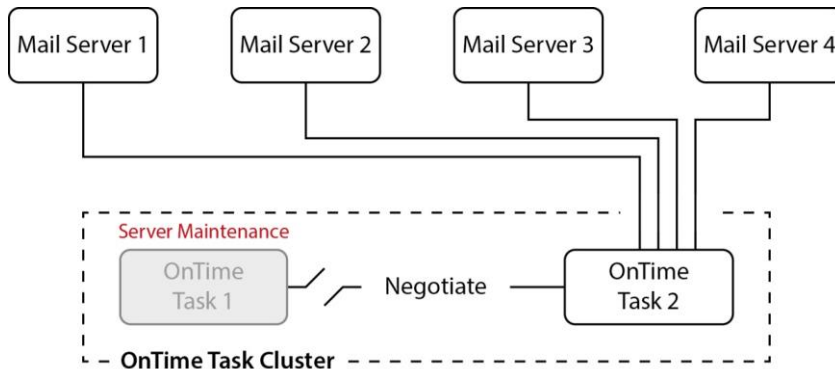 Mail Server 1
Mail Server 2
Mail Server 3
Mail Server 4
Server Maintenance
OnTime
Task 1
Negotiate
OnTime
Task 2
OnTime Task Cluster